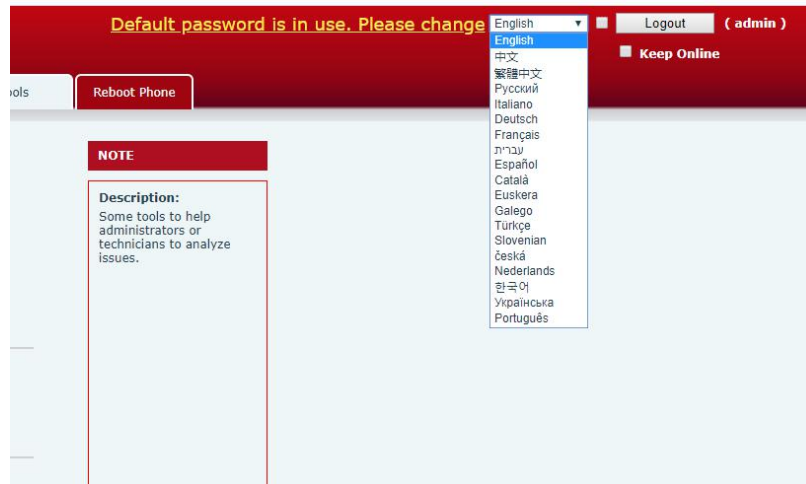 Default password is in use. Please change
English
Logout
( admin )
Keep Online
English
中文
繁體中文
Русский
Italiano
Deutsch
Français
עברית
Español
Català
Euskera
Galego
Türkçe
Slovenian
česká
Nederlands
한국어
Українська
Português
ools
Reboot Phone
NOTE
Description:
Some tools to help
administrators or
technicians to analyze
issues.